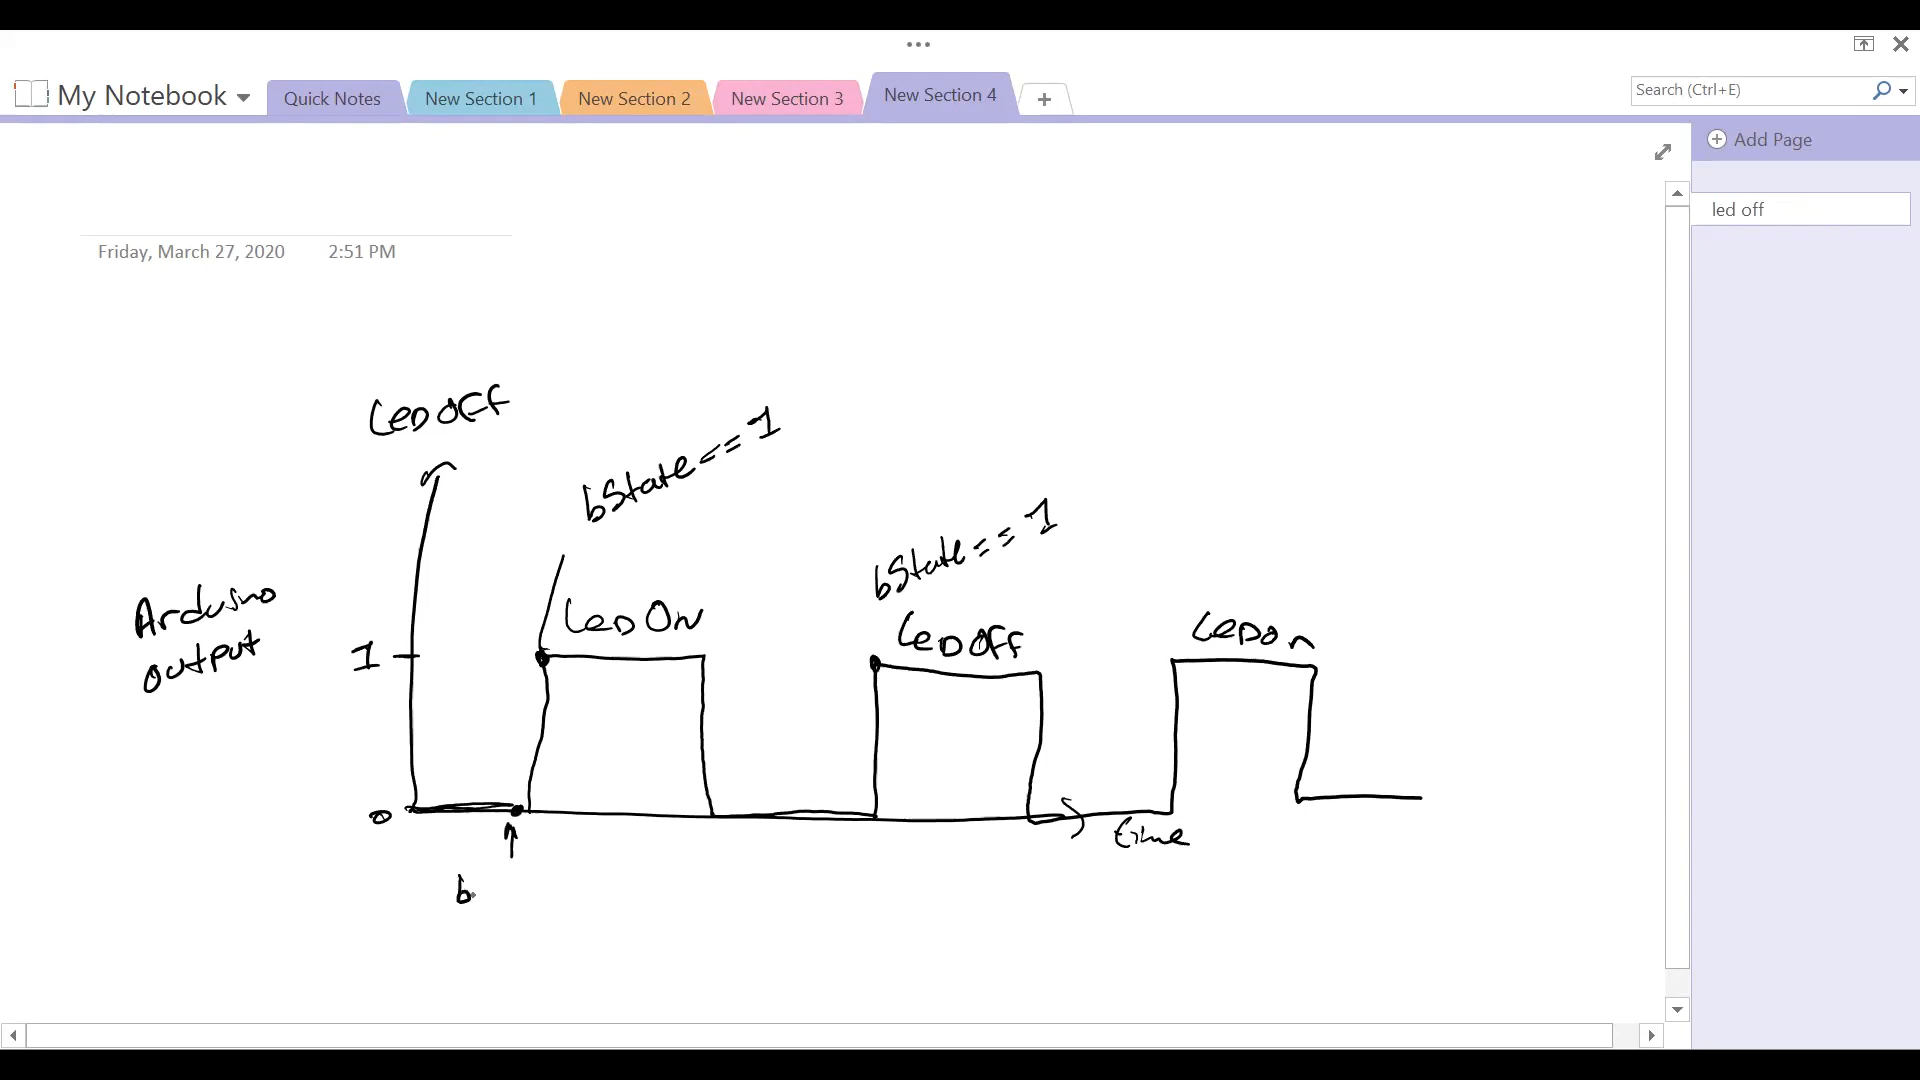 My Notebook
Quick Notes
New Section 1
New Section 2
New Section 3
New Section 4
Search (Ctrl+E)
Add Page
led off
Friday, March 27, 2020 2:51 PM
LED OFF
bState == 1
bState == 1
Arduino
output
1
LED ON
LED OFF
LED On
0
time
b